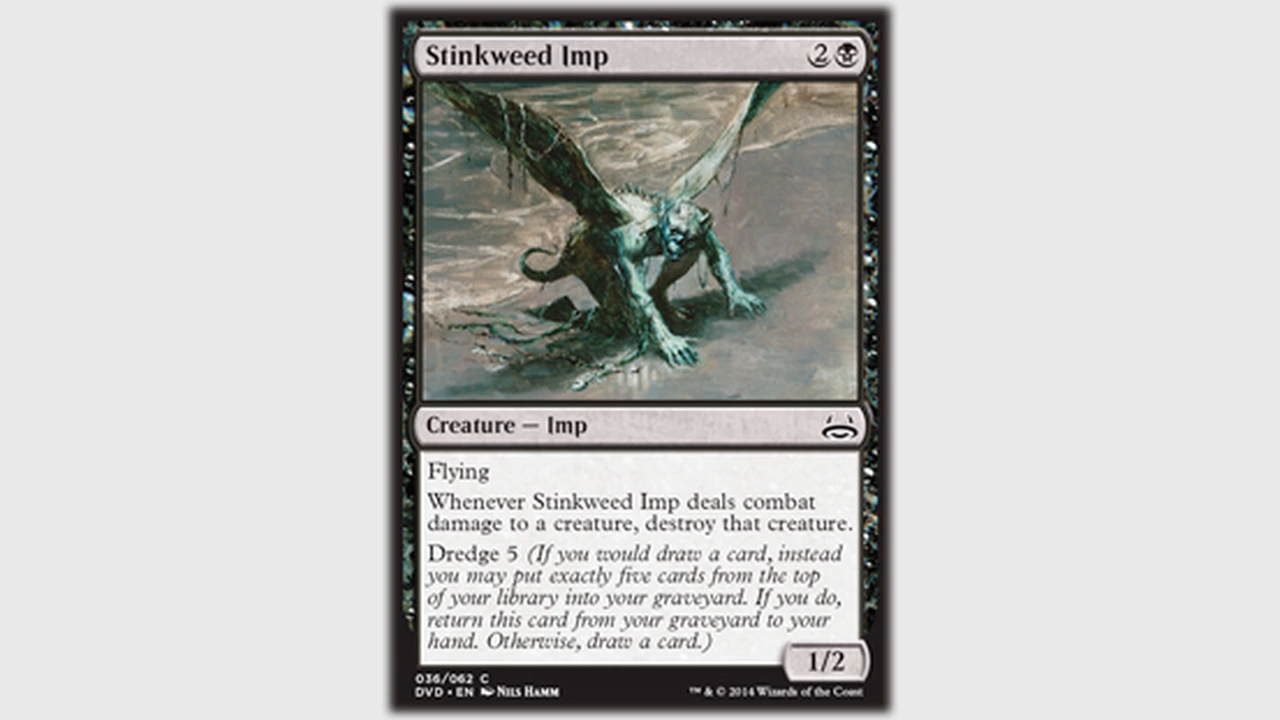 Stinkweed Imp 2
Creature — Imp
Flying
Whenever Stinkweed Imp deals combat
damage to a creature, destroy that creature.
Dredge 5 (If you would draw a card, instead
you may put exactly five cards from the top
of your library into your graveyard. If you do,
return this card from your graveyard to your
hand. Otherwise, draw a card.)
1/2
036/062 C
DVD • EN Nils Hamm
™ & © 2014 Wizards of the Coast